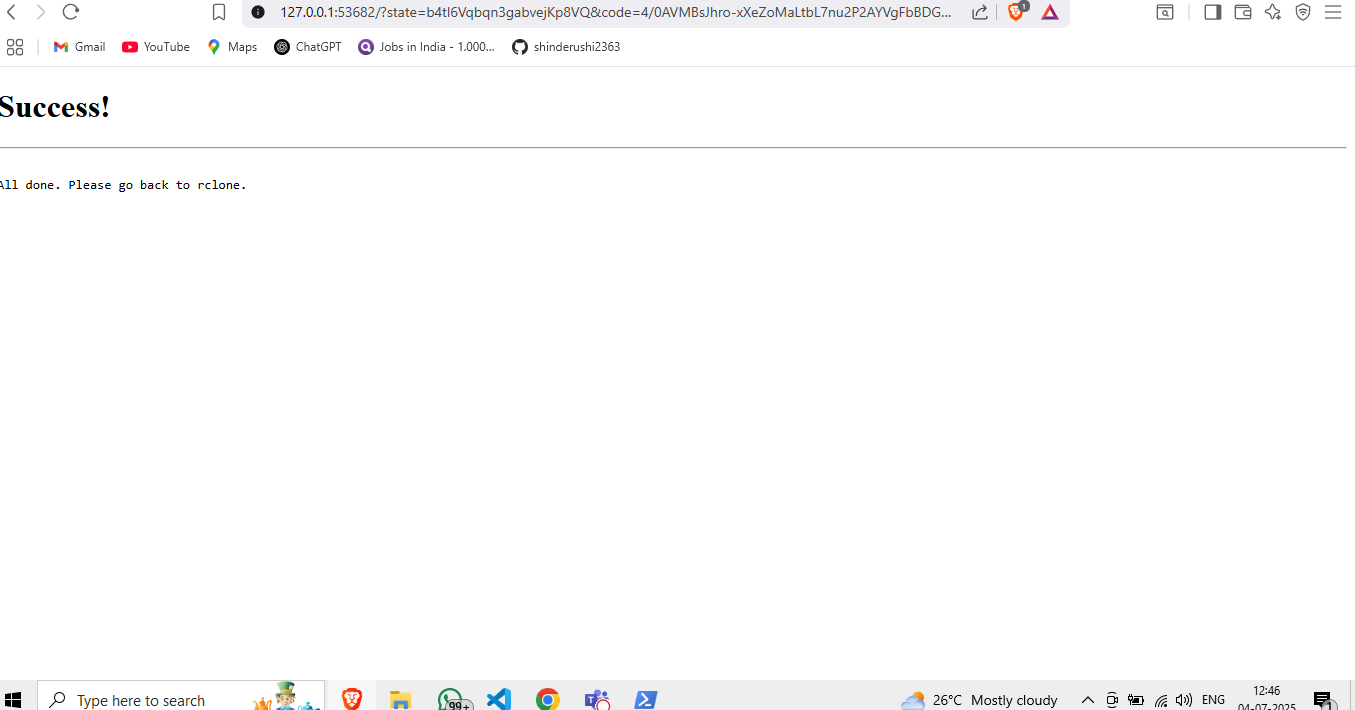 127.0.0.1:53682/?state=b4tl6Vqbqn3gabvejKp8VQ&code=4/0AVMBsJhro-xXeZoMaLtbL7nu2P2AYVgFbBDG...
1
Gmail
YouTube
Maps
ChatGPT
Jobs in India - 1.000...
shinderushi2363
Success!
All done. Please go back to rclone.
Type here to search
99+
26°C Mostly cloudy
ENG
12:46
04-07-2025
1